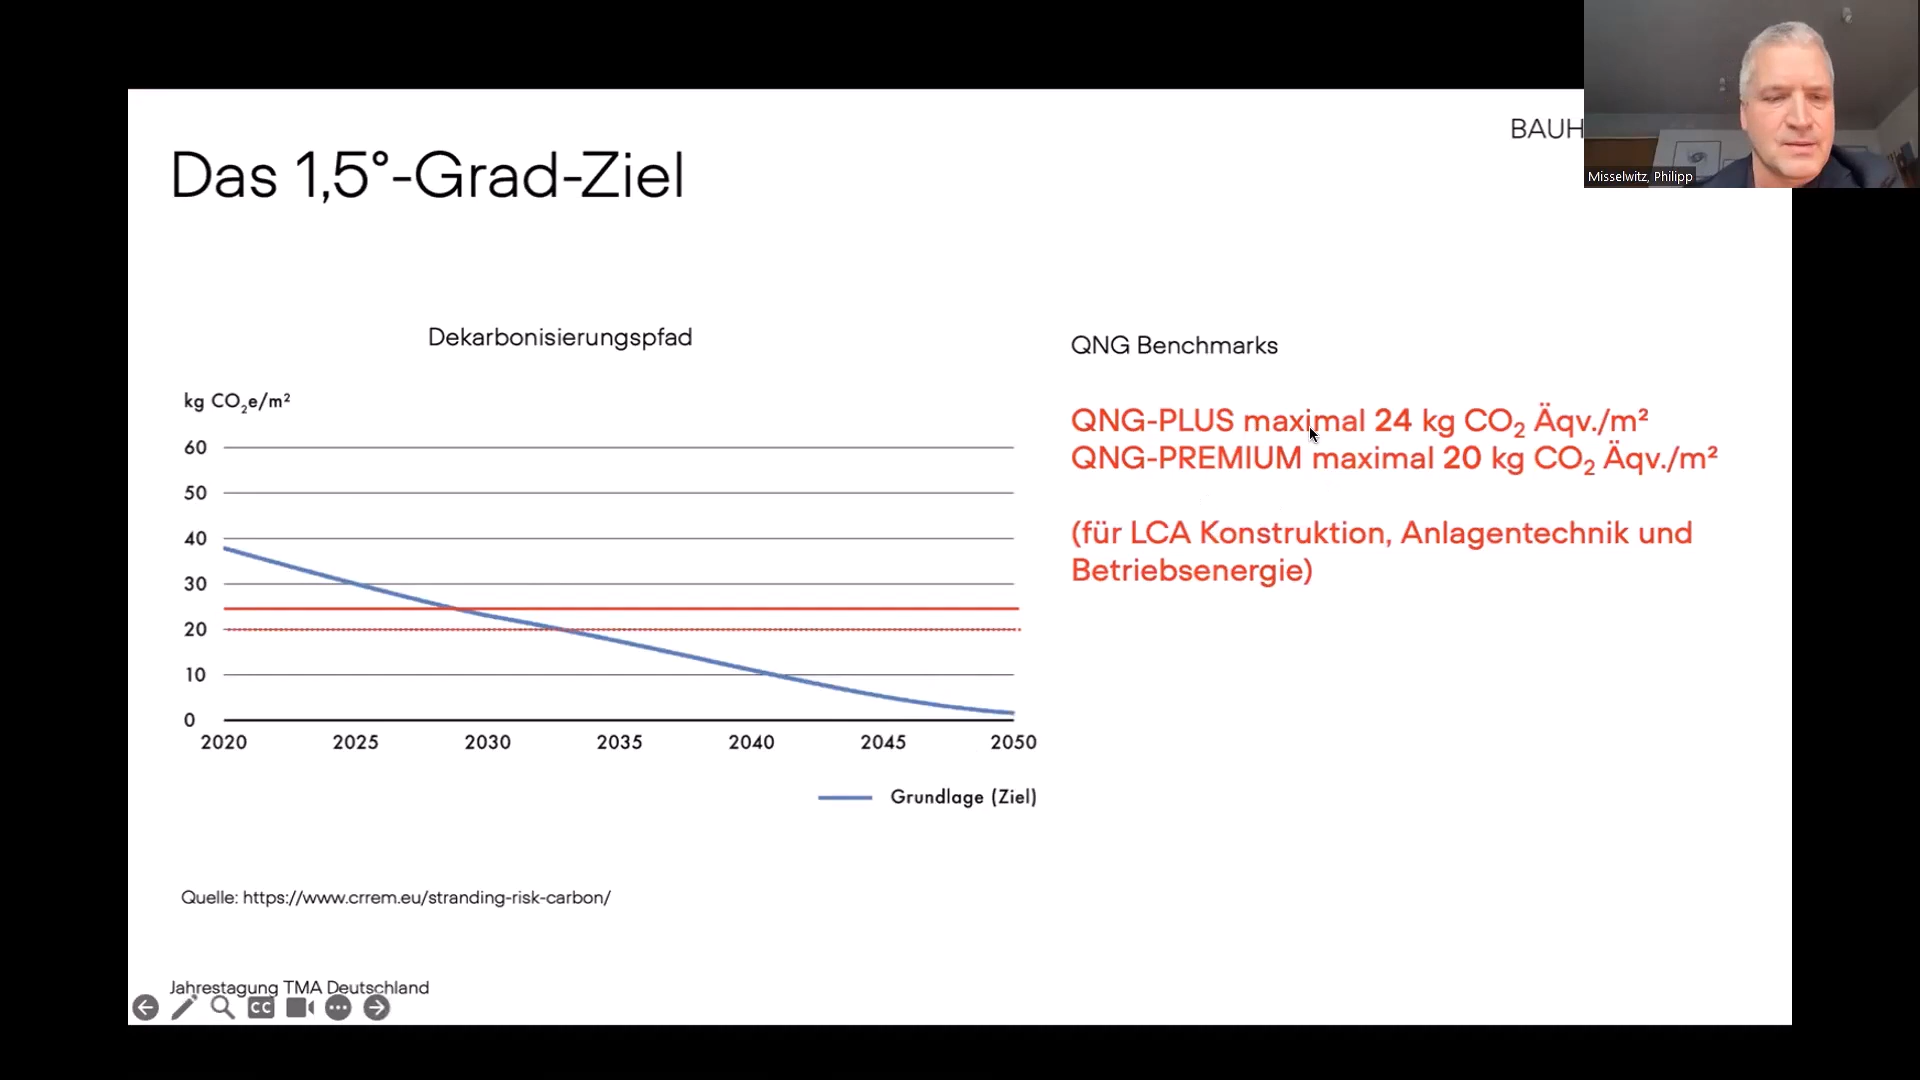 BAUH
Misselwitz, Philipp
Das 1,5°-Grad-Ziel
Dekarbonisierungspfad
kg CO₂e/m²
60
50
40
30
20
10
0
2020 2025 2030 2035 2040 2045 2050
Grundlage (Ziel)
QNG Benchmarks
QNG-PLUS maximal 24 kg CO₂ Äqv./m²
QNG-PREMIUM maximal 20 kg CO₂ Äqv./m²
(für LCA Konstruktion, Anlagentechnik und
Betriebsenergie)
Quelle: https://www.crrem.eu/stranding-risk-carbon/
Jahrestagung TMA Deutschland
CC